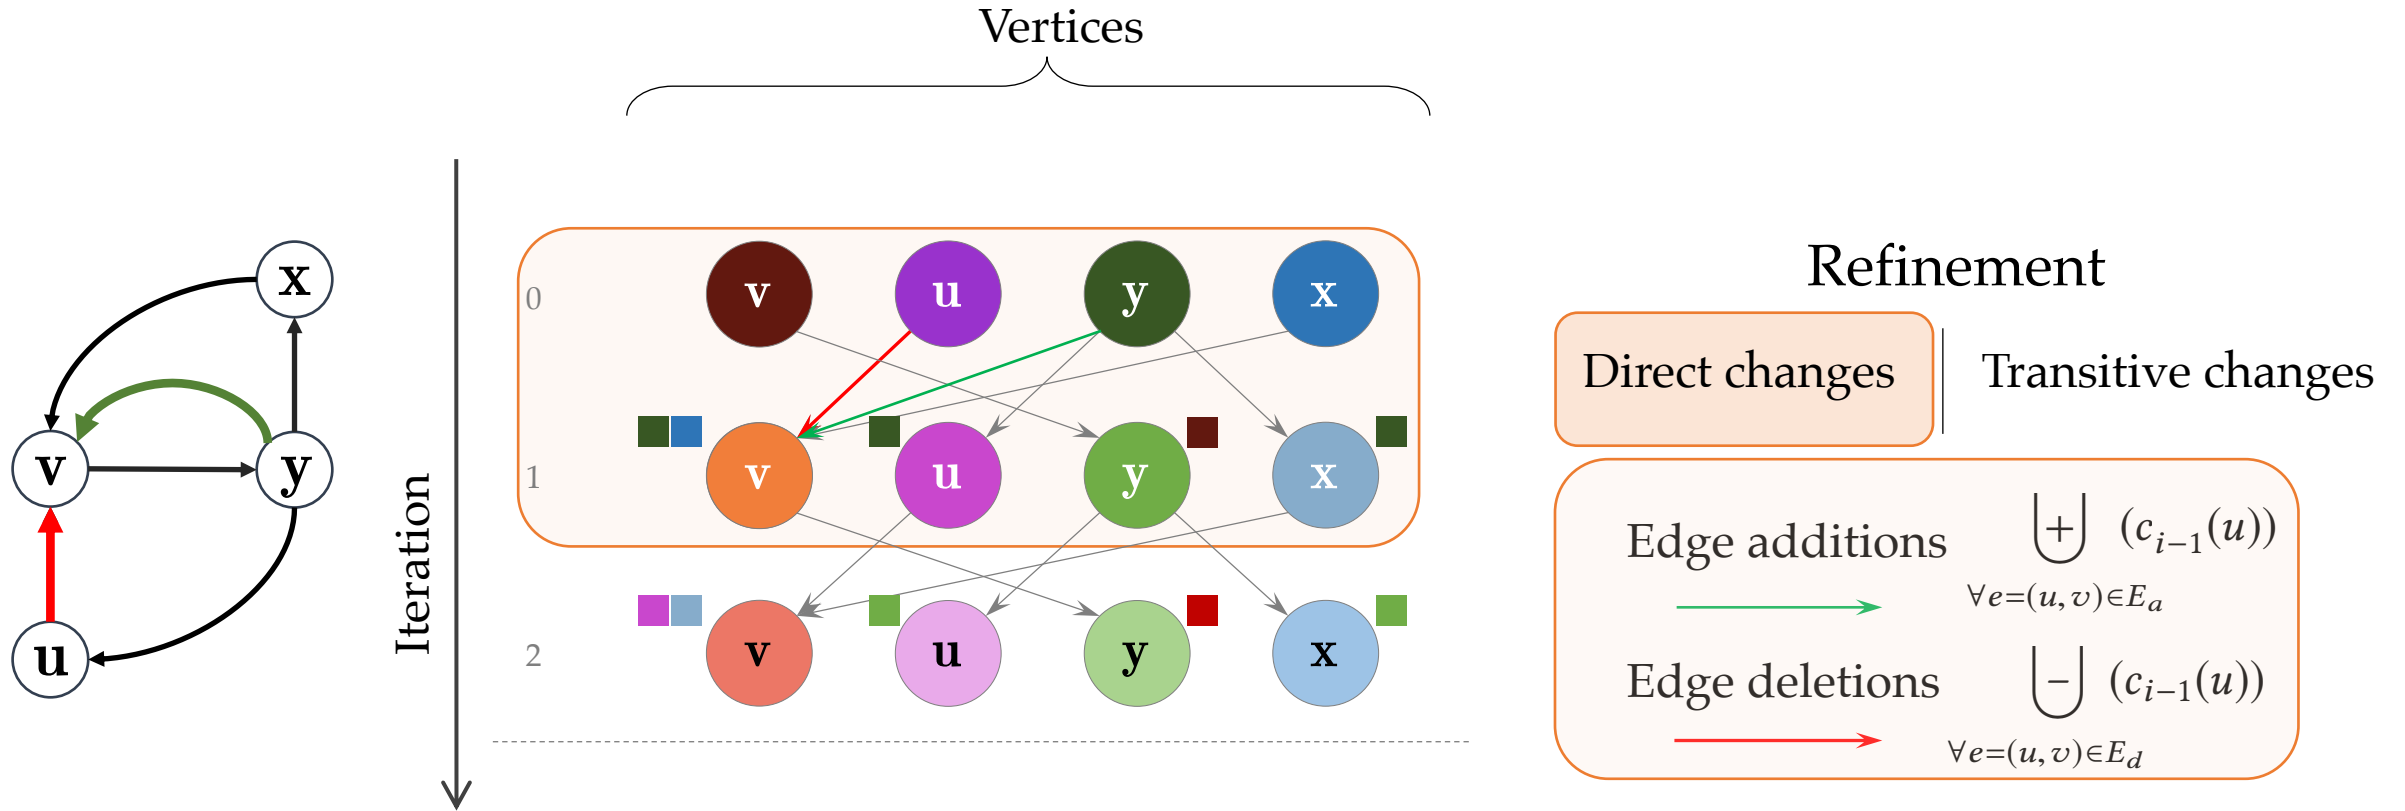 Vertices
x
v
y
u
Iteration
0
v
u
y
x
1
v
u
y
x
2
v
u
y
x
Refinement
Direct changes
Transitive changes
Edge additions ⊎ (c_{i−1}(u))
∀e=(u,v)∈E_a
Edge deletions ⊍ (c_{i−1}(u))
∀e=(u,v)∈E_d